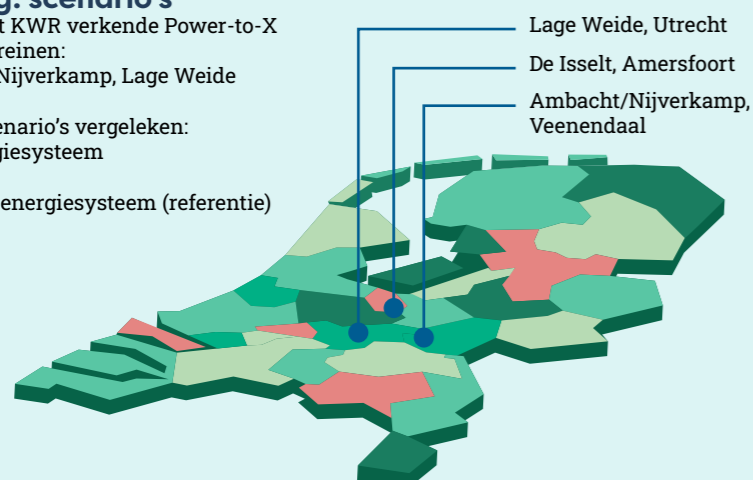 g: scenario's
t KWR verkende Power-to-X
reinen:
Nijverkamp, Lage Weide
enario's vergeleken:
giesysteem
energiesysteem (referentie)
Lage Weide, Utrecht
De Isselt, Amersfoort
Ambacht/Nijverkamp,
Veenendaal